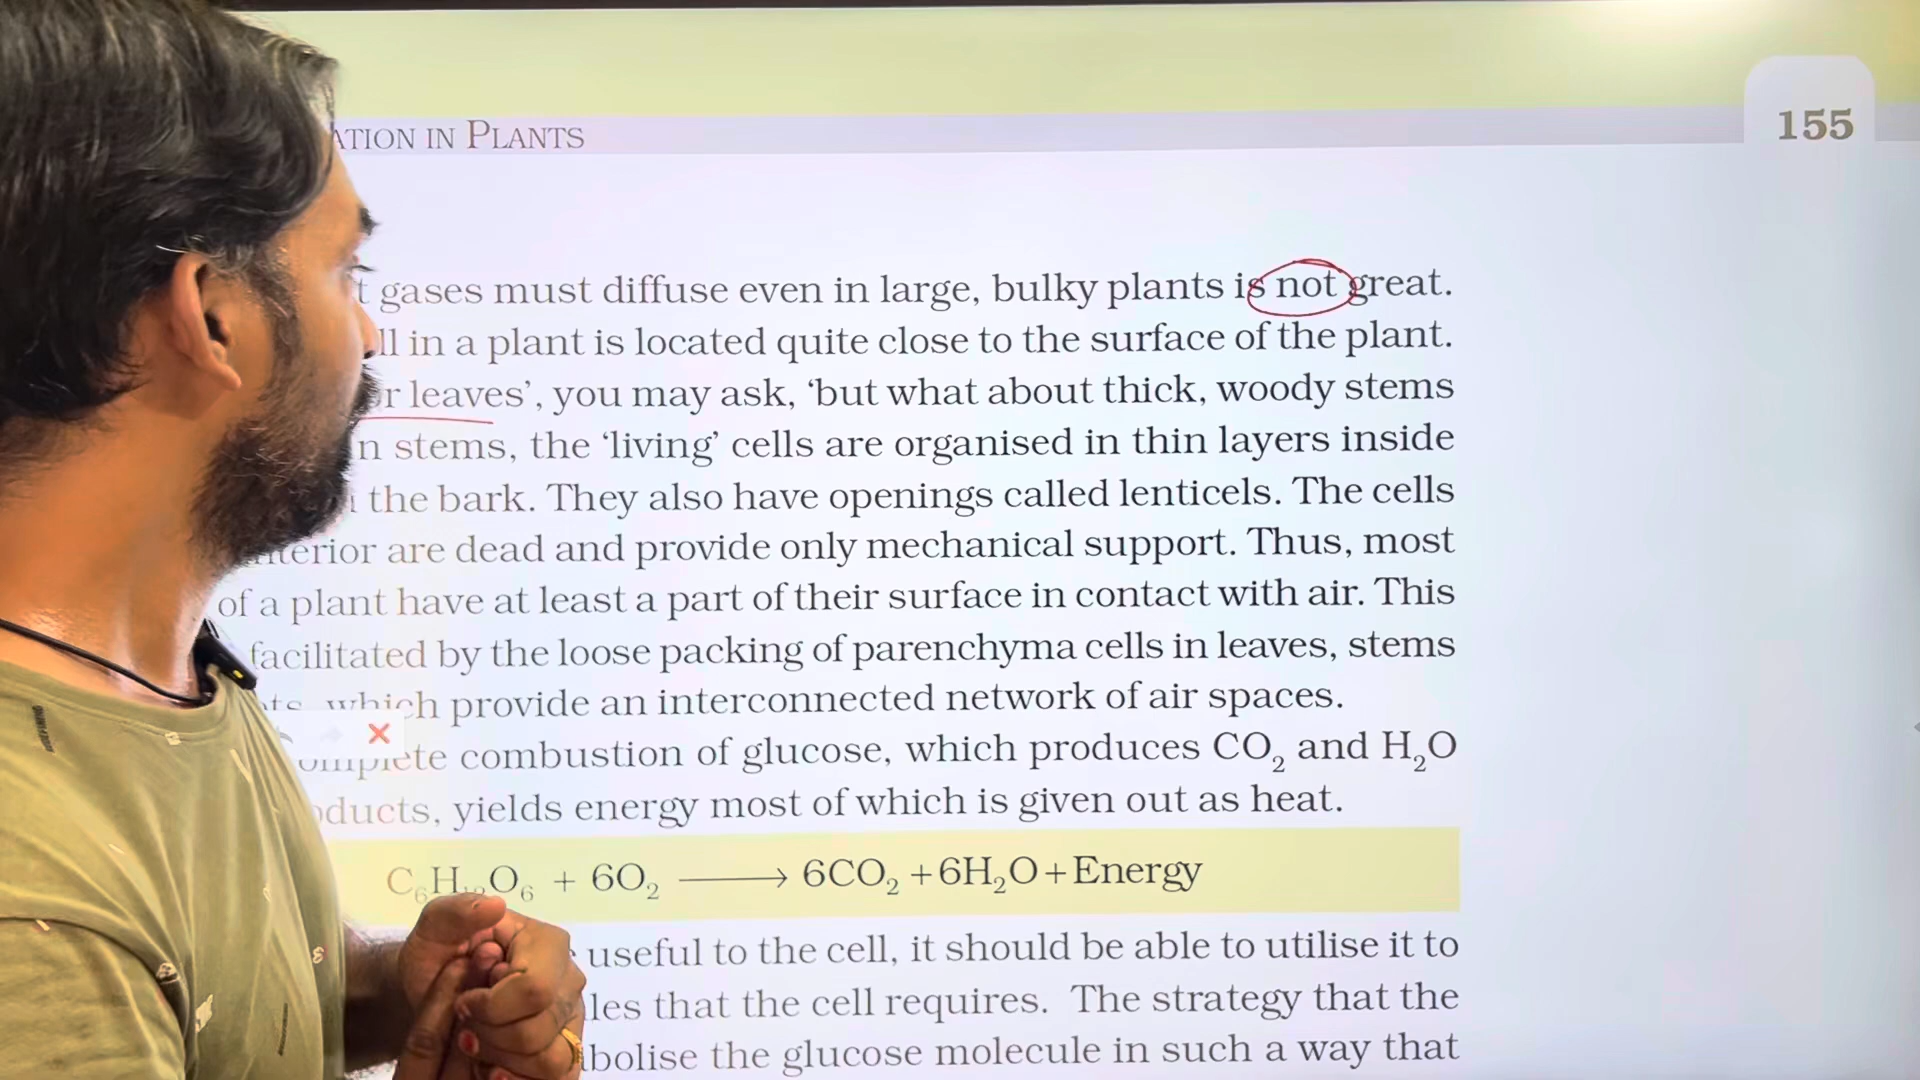 ATION IN PLANTS
155
gases must diffuse even in large, bulky plants is not great.
ll in a plant is located quite close to the surface of the plant.
r leaves’, you may ask, ‘but what about thick, woody stems
n stems, the ‘living’ cells are organised in thin layers inside
the bark. They also have openings called lenticels. The cells
terior are dead and provide only mechanical support. Thus, most
of a plant have at least a part of their surface in contact with air. This
facilitated by the loose packing of parenchyma cells in leaves, stems
which provide an interconnected network of air spaces.
omplete combustion of glucose, which produces CO₂ and H₂O
ducts, yields energy most of which is given out as heat.
C₆H₁₂O₆ + 6O₂ ⟶ 6CO₂ + 6H₂O + Energy
useful to the cell, it should be able to utilise it to
les that the cell requires. The strategy that the
bolise the glucose molecule in such a way that